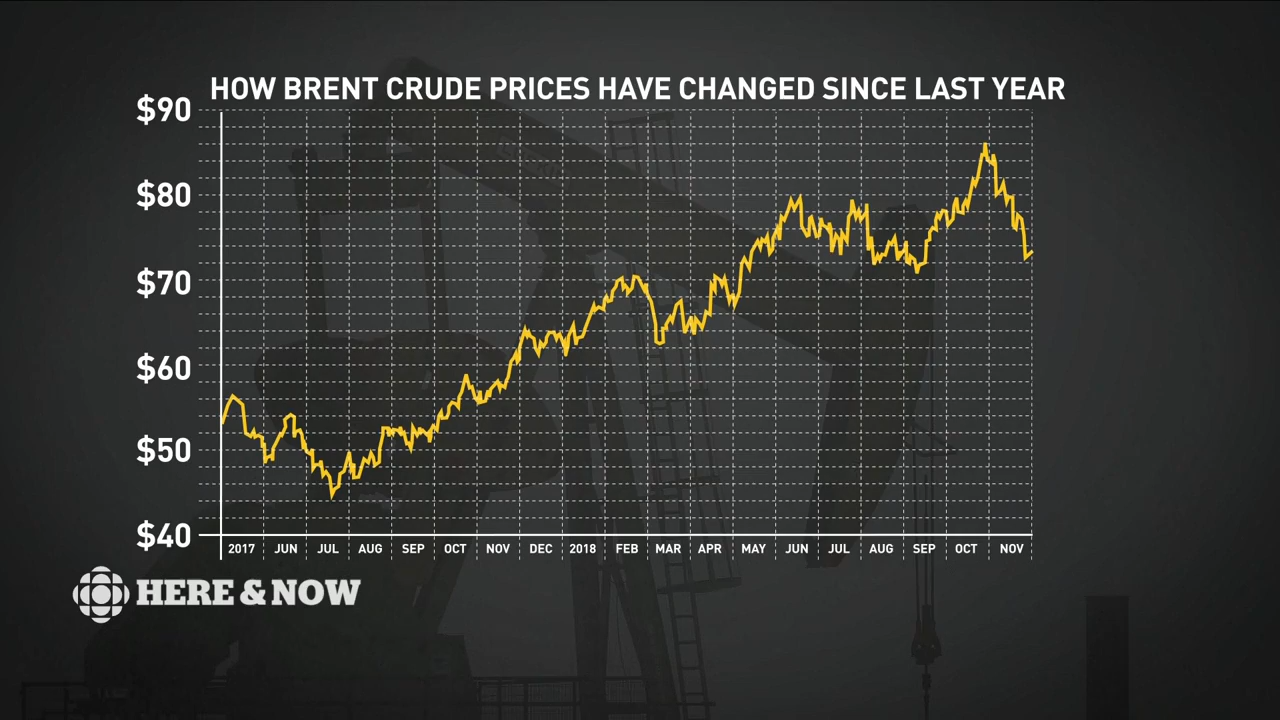 HOW BRENT CRUDE PRICES HAVE CHANGED SINCE LAST YEAR
$90
$80
$70
$60
$50
$40
2017 JUN JUL AUG SEP OCT NOV DEC 2018 FEB MAR APR MAY JUN JUL AUG SEP OCT NOV
HERE & NOW